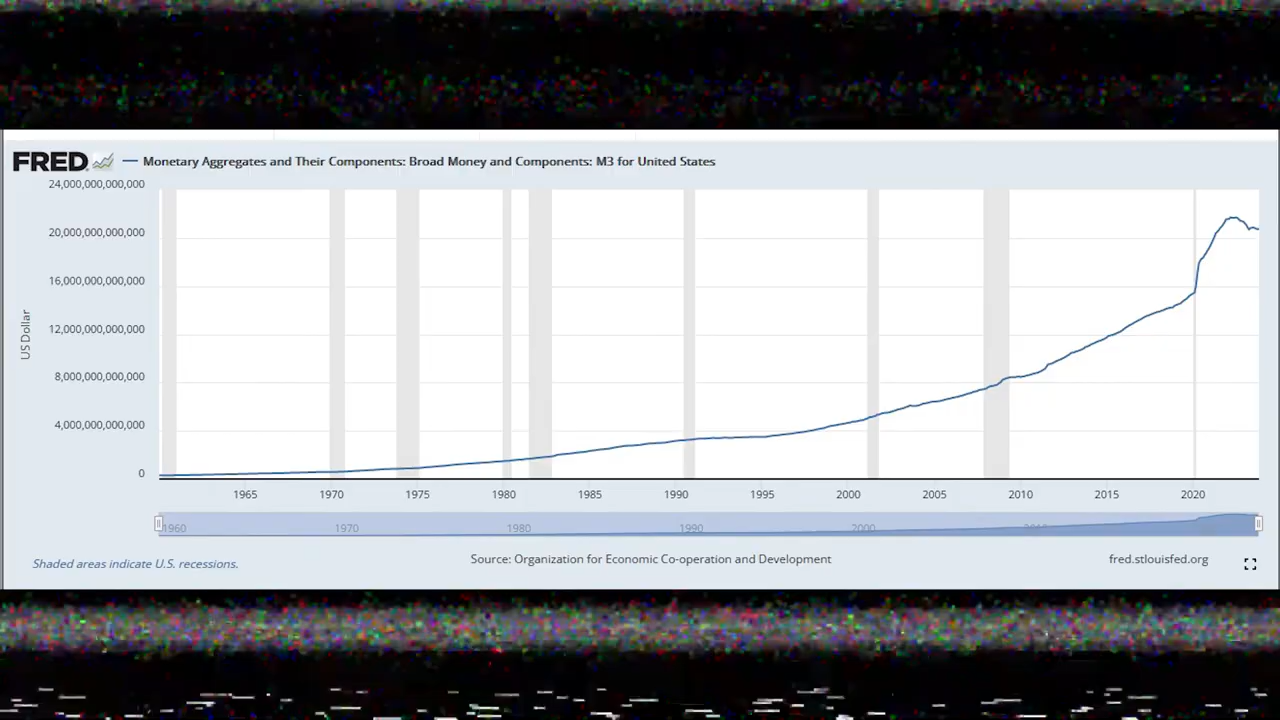 FRED
Monetary Aggregates and Their Components: Broad Money and Components: M3 for United States
24,000,000,000,000
20,000,000,000,000
16,000,000,000,000
12,000,000,000,000
8,000,000,000,000
4,000,000,000,000
0
US Dollar
1965 1970 1975 1980 1985 1990 1995 2000 2005 2010 2015 2020
1960 1970 1980 1990 2000 2010
Shaded areas indicate U.S. recessions.
Source: Organization for Economic Co-operation and Development
fred.stlouisfed.org